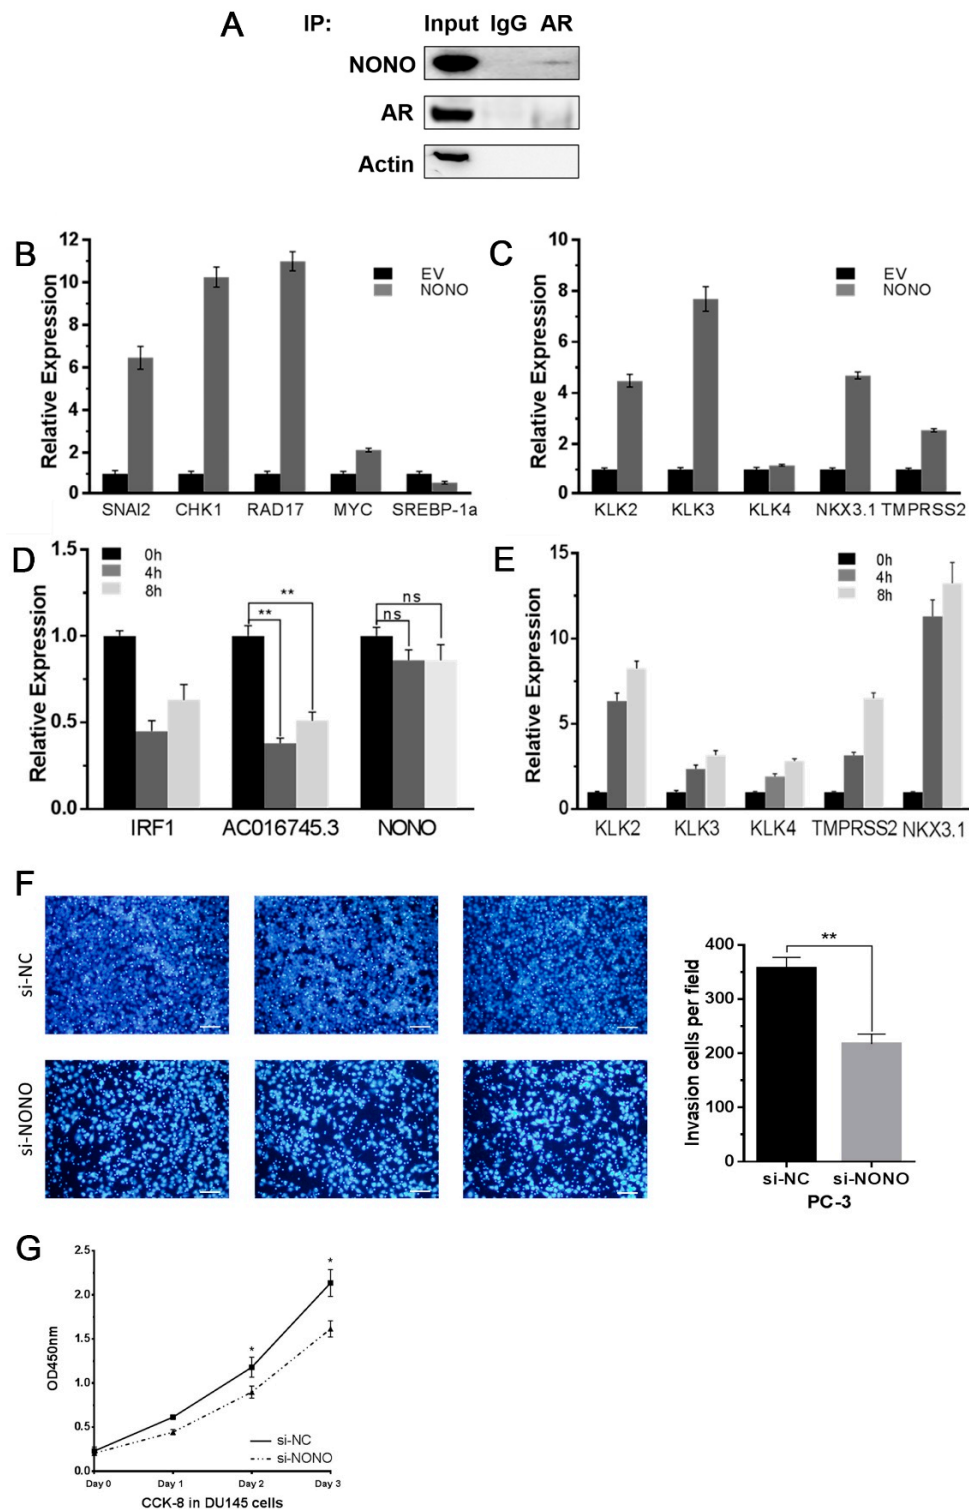 A IP: Input IgG AR
NONO
AR
Actin
B
Relative Expression
12
10
8
6
4
2
0
EV
NONO
SNAI2 CHK1 RAD17 MYC SREBP-1a
C
Relative Expression
10
8
6
4
2
0
EV
NONO
KLK2 KLK3 KLK4 NKX3.1 TMPRSS2
D
Relative Expression
1.5
1.0
0.5
0.0
0h
4h
8h
**
**
ns
ns
IRF1 AC016745.3 NONO
E
Relative Expression
15
10
5
0
0h
4h
8h
KLK2 KLK3 KLK4 TMPRSS2 NKX3.1
F
si-NC
si-NONO
Invasion cells per field
400
300
200
100
0
**
si-NC si-NONO
PC-3
G
OD450nm
2.5
2.0
1.5
1.0
0.5
0.0
*
*
si-NC
si-NONO
Day 0 Day 1 Day 2 Day 3
CCK-8 in DU145 cells